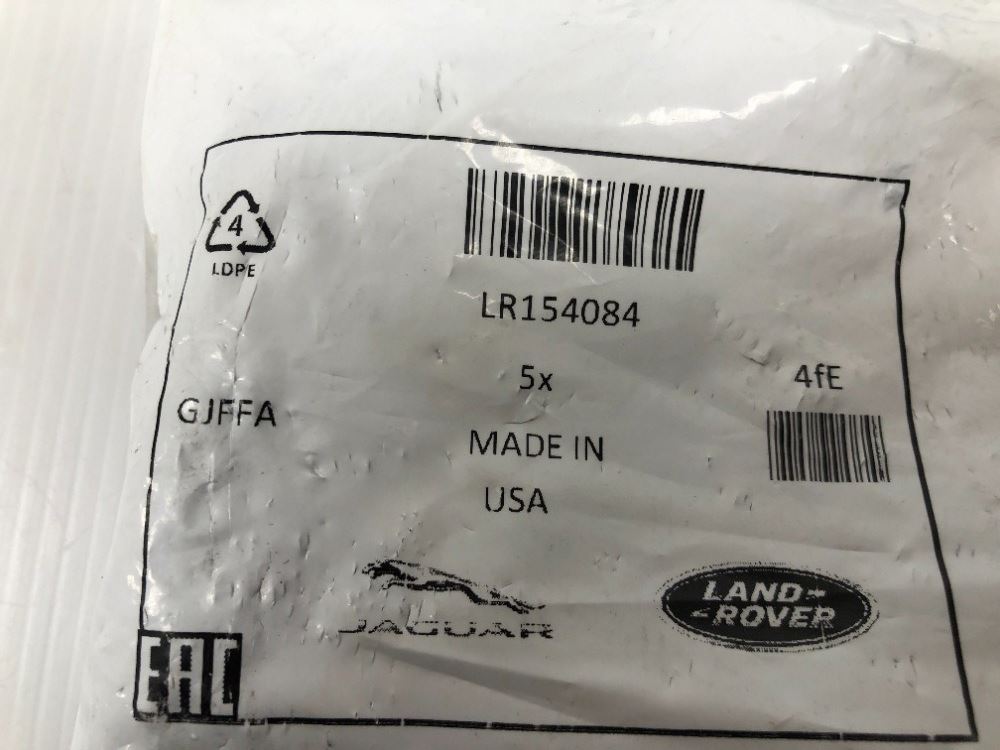 4
LDPE
LR154084
5x
4fE
GJFFA
MADE IN
USA
JAGUAR
LAND-
ROVER
EAC